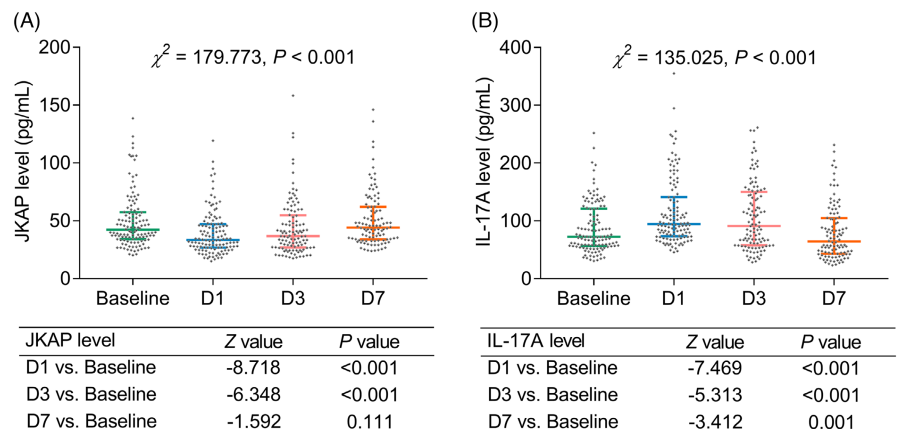 (A)
χ² = 179.773, P < 0.001
JKAP level (pg/mL)
200
150
100
50
0
Baseline D1 D3 D7
JKAP level Z value P value
D1 vs. Baseline -8.718 <0.001
D3 vs. Baseline -6.348 <0.001
D7 vs. Baseline -1.592 0.111
(B)
χ² = 135.025, P < 0.001
IL-17A level (pg/mL)
400
300
200
100
0
Baseline D1 D3 D7
IL-17A level Z value P value
D1 vs. Baseline -7.469 <0.001
D3 vs. Baseline -5.313 <0.001
D7 vs. Baseline -3.412 0.001